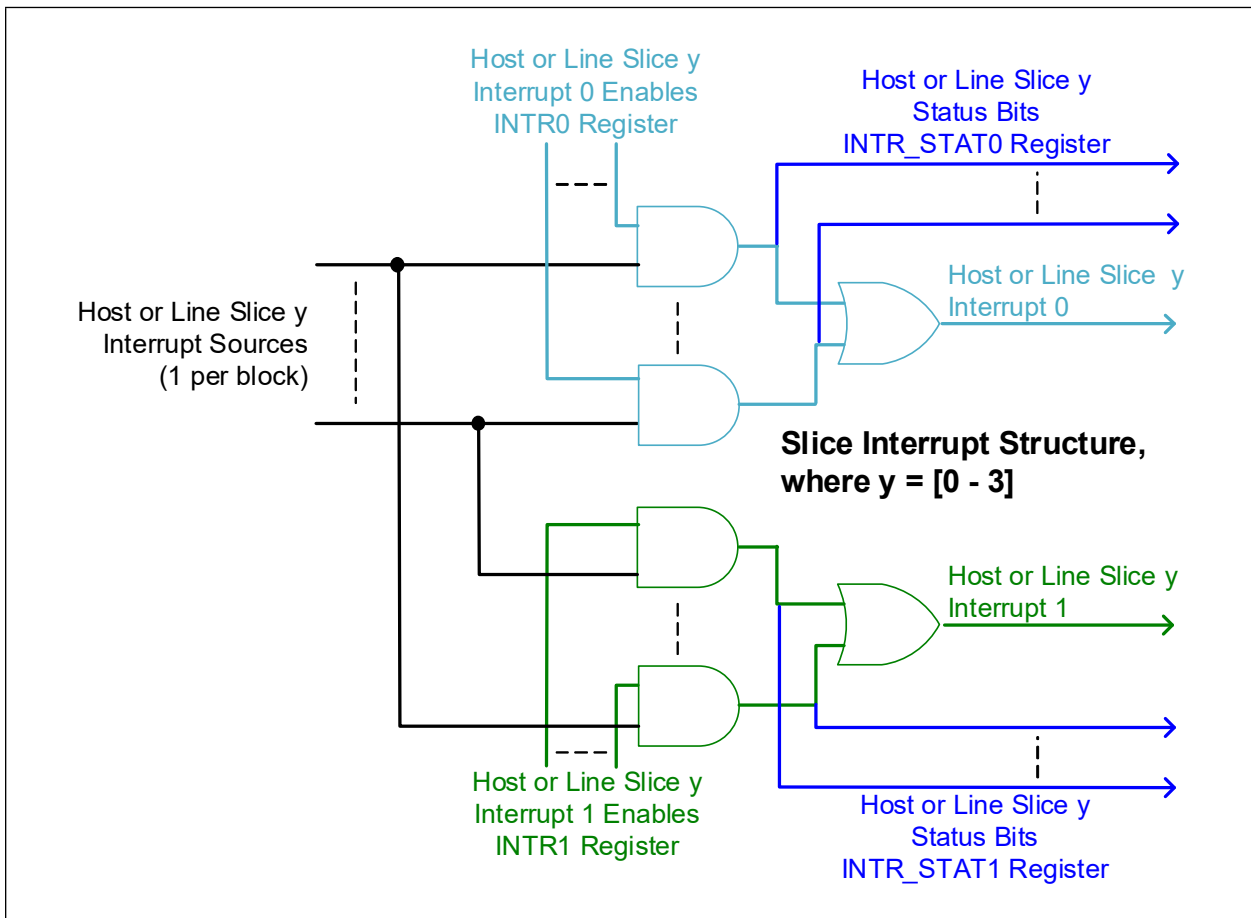 Host or Line Slice y
Interrupt 0 Enables
INTR0 Register
Host or Line Slice y
Status Bits
INTR_STAT0 Register
Host or Line Slice y
Interrupt 0
Host or Line Slice y
Interrupt Sources
(1 per block)
Slice Interrupt Structure,
where y = [0 - 3]
Host or Line Slice y
Interrupt 1
Host or Line Slice y
Interrupt 1 Enables
INTR1 Register
Host or Line Slice y
Status Bits
INTR_STAT1 Register